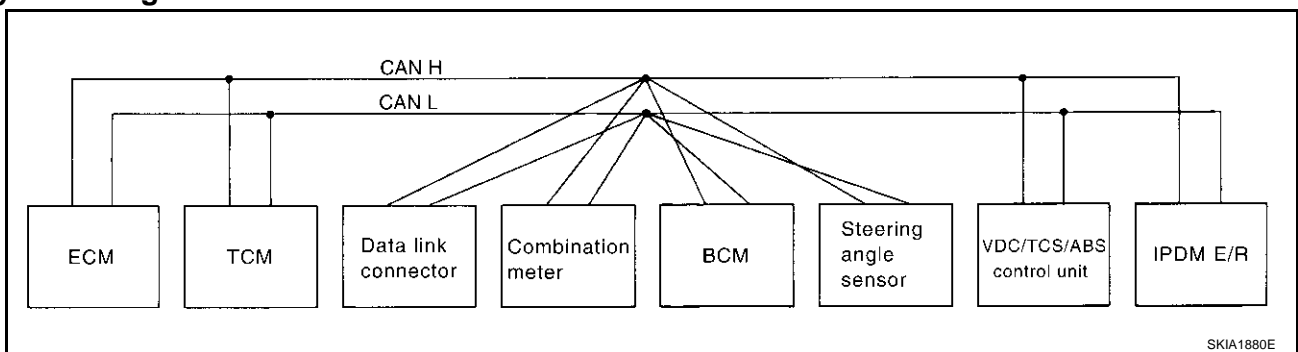 CAN H
CAN L
ECM
TCM
Data link
connector
Combination
meter
BCM
Steering
angle
sensor
VDC/TCS/ABS
control unit
IPDM E/R
SKIA1880E